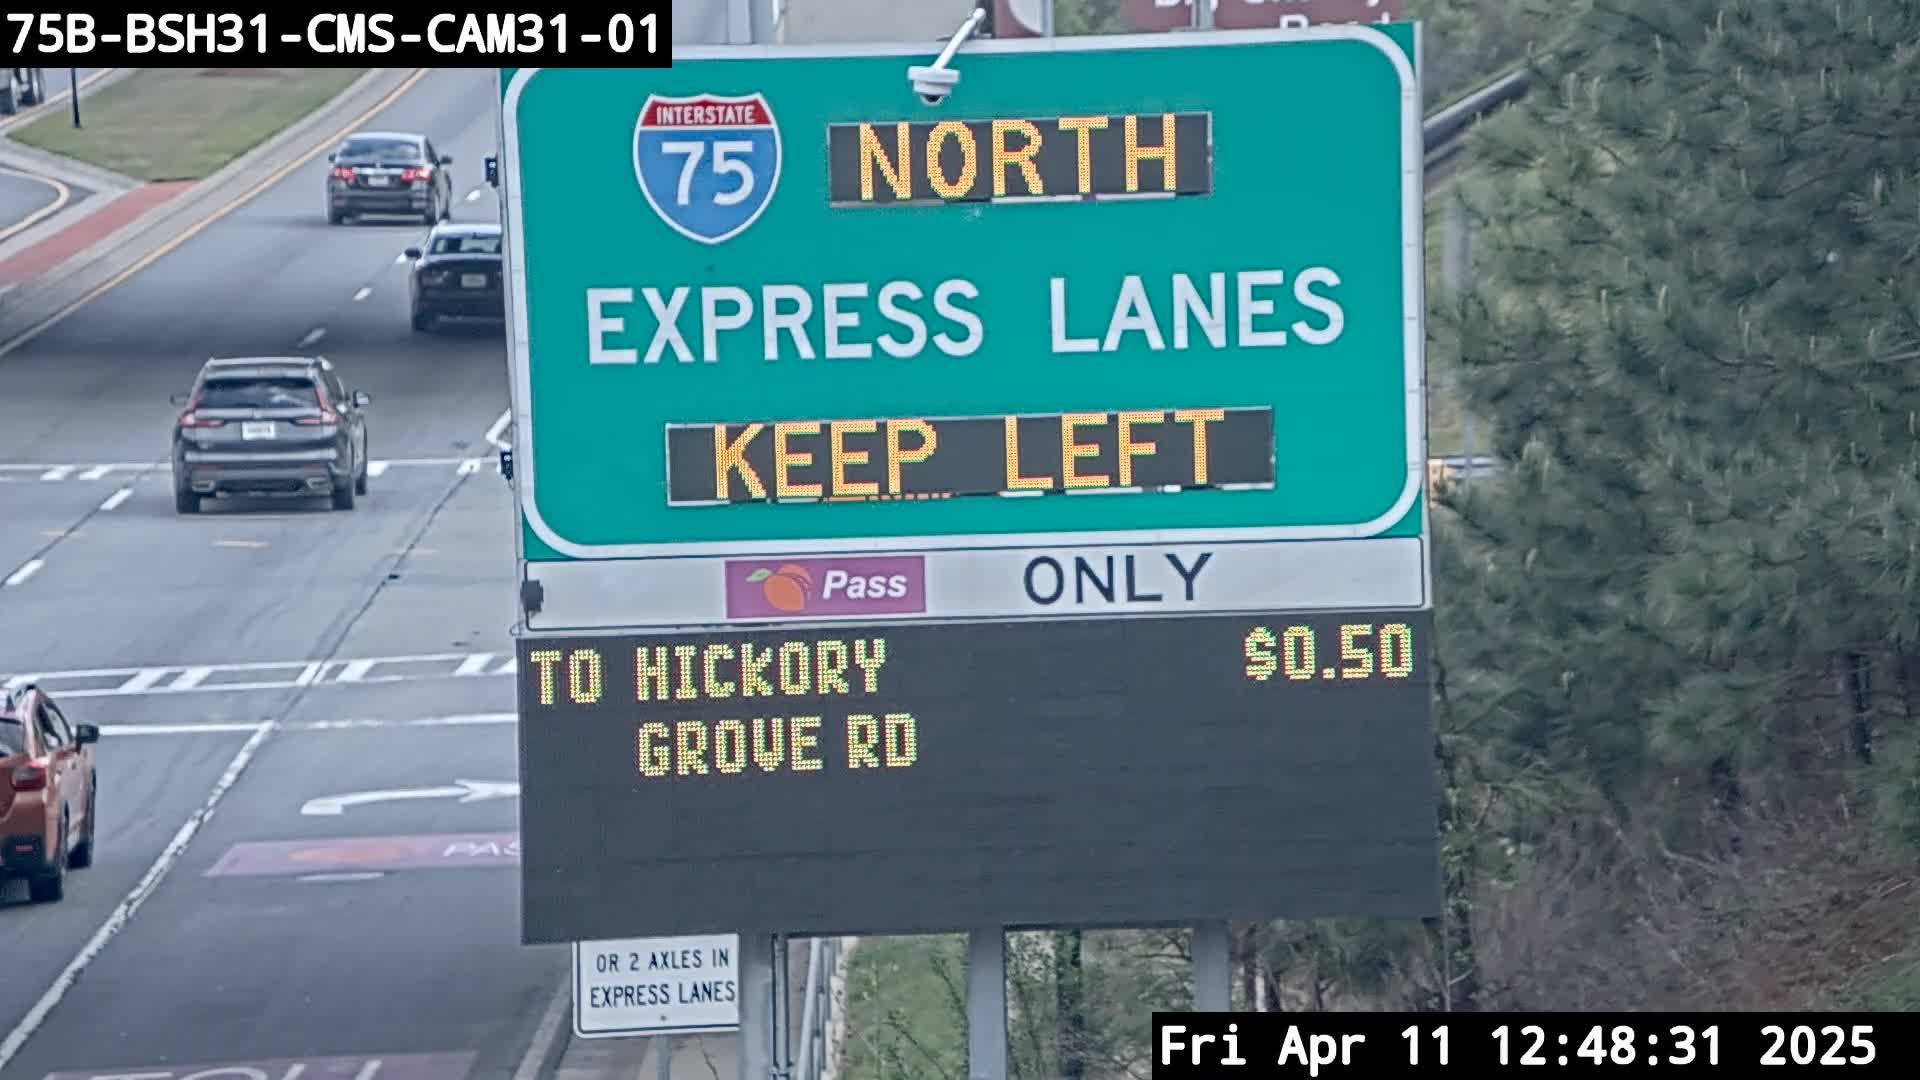 75B-BSH31-CMS-CAM31-01
INTERSTATE
75
NORTH
EXPRESS LANES
KEEP LEFT
Pass ONLY
TO HICKORY $0.50
GROVE RD
OR 2 AXLES IN
EXPRESS LANES
Fri Apr 11 12:48:31 2025